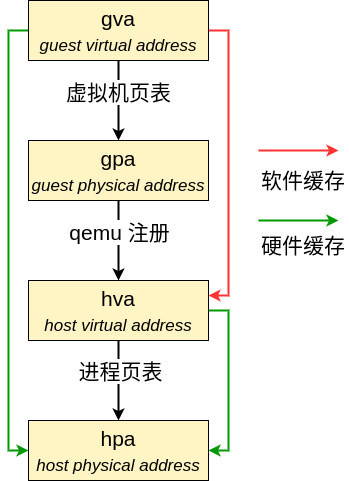 gva
guest virtual address
虚拟机页表
gpa
guest physical address
qemu 注册
hva
host virtual address
进程页表
hpa
host physical address
软件缓存
硬件缓存